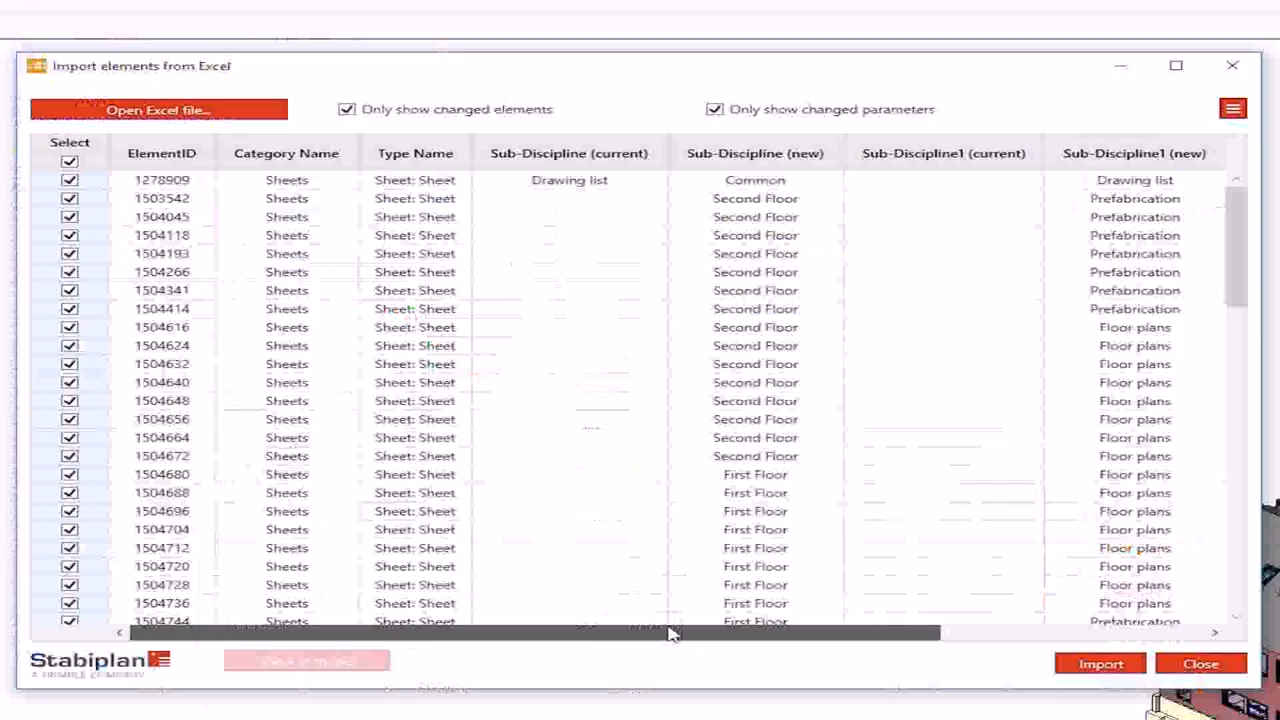 Import elements from Excel
Open Excel file...
Only show changed elements
Only show changed parameters
Select ElementID Category Name Type Name Sub-Discipline (current) Sub-Discipline (new) Sub-Discipline1 (current) Sub-Discipline1 (new)
1278909 Sheets Sheet: Sheet Drawing list Common Drawing list
1503542 Sheets Sheet: Sheet Second Floor Prefabrication
1504045 Sheets Sheet: Sheet Second Floor Prefabrication
1504118 Sheets Sheet: Sheet Second Floor Prefabrication
1504193 Sheets Sheet: Sheet Second Floor Prefabrication
1504266 Sheets Sheet: Sheet Second Floor Prefabrication
1504341 Sheets Sheet: Sheet Second Floor Prefabrication
1504414 Sheets Sheet: Sheet Second Floor Prefabrication
1504616 Sheets Sheet: Sheet Second Floor Floor plans
1504624 Sheets Sheet: Sheet Second Floor Floor plans
1504632 Sheets Sheet: Sheet Second Floor Floor plans
1504640 Sheets Sheet: Sheet Second Floor Floor plans
1504648 Sheets Sheet: Sheet Second Floor Floor plans
1504656 Sheets Sheet: Sheet Second Floor Floor plans
1504664 Sheets Sheet: Sheet Second Floor Floor plans
1504672 Sheets Sheet: Sheet Second Floor Floor plans
1504680 Sheets Sheet: Sheet First Floor Floor plans
1504688 Sheets Sheet: Sheet First Floor Floor plans
1504696 Sheets Sheet: Sheet First Floor Floor plans
1504704 Sheets Sheet: Sheet First Floor Floor plans
1504712 Sheets Sheet: Sheet First Floor Floor plans
1504720 Sheets Sheet: Sheet First Floor Floor plans
1504728 Sheets Sheet: Sheet First Floor Floor plans
1504736 Sheets Sheet: Sheet First Floor Floor plans
1504744 Sheets Sheet: Sheet First Floor Prefabrication
Stabiplan
A TRIMBLE COMPANY
Import
Close